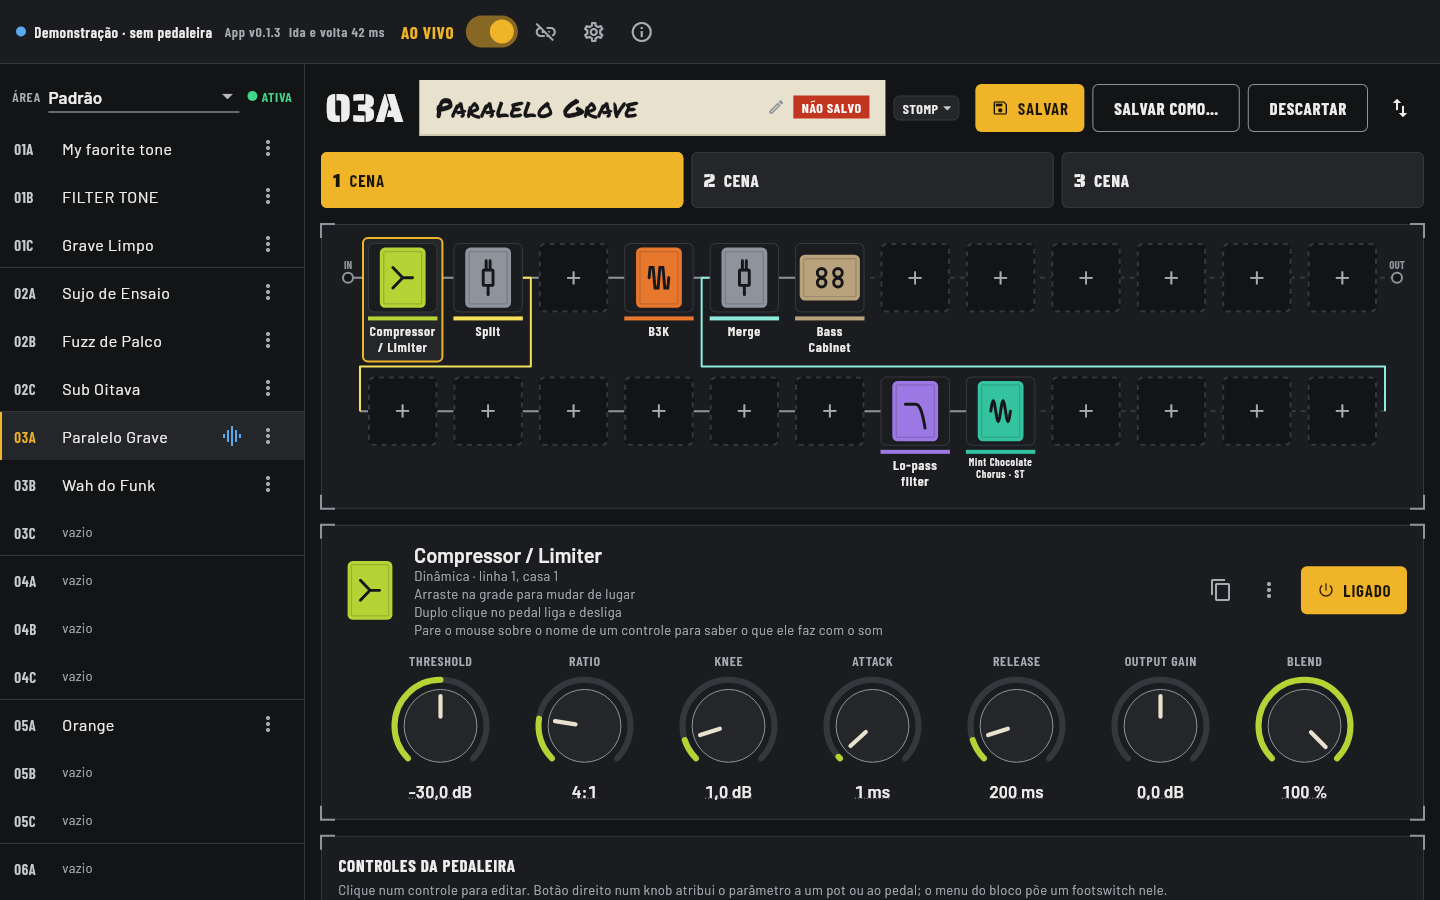 Demonstração · sem pedaleira App v0.1.3 Ida e volta 42 ms AO VIVO
ÁREA Padrão ATIVA
01A My faorite tone
01B FILTER TONE
01C Grave Limpo
02A Sujo de Ensaio
02B Fuzz de Palco
02C Sub Oitava
03A Paralelo Grave
03B Wah do Funk
03C vazio
04A vazio
04B vazio
04C vazio
05A Orange
05B vazio
05C vazio
06A vazio
03A Paralelo Grave NÃO SALVO STOMP SALVAR SALVAR COMO... DESCARTAR
1 CENA 2 CENA 3 CENA
IN OUT
88
Compressor
/ Limiter
Split
B3K
Merge
Bass
Cabinet
Lo-pass
filter
Mint Chocolate
Chorus · ST
Compressor / Limiter
Dinâmica · linha 1, casa 1
Arraste na grade para mudar de lugar
Duplo clique no pedal liga e desliga
Pare o mouse sobre o nome de um controle para saber o que ele faz com o som
LIGADO
THRESHOLD RATIO KNEE ATTACK RELEASE OUTPUT GAIN BLEND
-30,0 dB 4:1 1,0 dB 1 ms 200 ms 0,0 dB 100 %
CONTROLES DA PEDALEIRA
Clique num controle para editar. Botão direito num knob atribui o parâmetro a um pot ou ao pedal; o menu do bloco põe um footswitch nele.